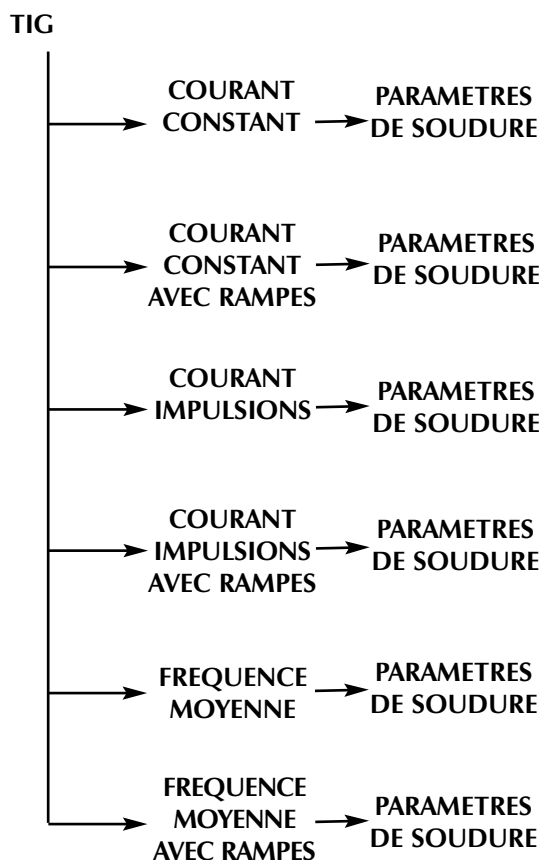 TIG
COURANT
CONSTANT
PARAMETRES
DE SOUDURE
COURANT
CONSTANT
AVEC RAMPES
PARAMETRES
DE SOUDURE
COURANT
IMPULSIONS
PARAMETRES
DE SOUDURE
COURANT
IMPULSIONS
AVEC RAMPES
PARAMETRES
DE SOUDURE
FREQUENCE
MOYENNE
PARAMETRES
DE SOUDURE
FREQUENCE
MOYENNE
AVEC RAMPES
PARAMETRES
DE SOUDURE